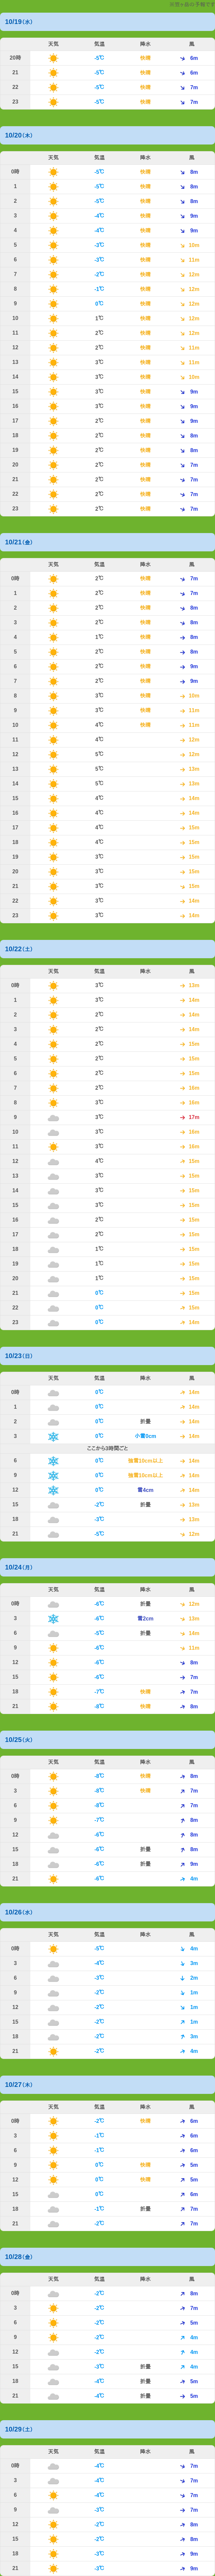 10/19(水)
天気 気温 降水 風
20時 -5℃ 快晴 6m
21 -5℃ 快晴 6m
22 -5℃ 快晴 7m
23 -5℃ 快晴 7m
10/20(木)
天気 気温 降水 風
0時 -5℃ 快晴 8m
1 -5℃ 快晴 8m
2 -5℃ 快晴 8m
3 -4℃ 快晴 9m
4 -4℃ 快晴 9m
5 -3℃ 快晴 10m
6 -3℃ 快晴 11m
7 -2℃ 快晴 12m
8 -1℃ 快晴 12m
9 0℃ 快晴 12m
10 1℃ 快晴 12m
11 2℃ 快晴 12m
12 2℃ 快晴 11m
13 3℃ 快晴 11m
14 3℃ 快晴 10m
15 3℃ 快晴 9m
16 3℃ 快晴 9m
17 2℃ 快晴 9m
18 2℃ 快晴 8m
19 2℃ 快晴 8m
20 2℃ 快晴 7m
21 2℃ 快晴 7m
22 2℃ 快晴 7m
23 2℃ 快晴 7m
10/21(金)
天気 気温 降水 風
0時 2℃ 快晴 7m
1 2℃ 快晴 7m
2 2℃ 快晴 8m
3 2℃ 快晴 8m
4 1℃ 快晴 8m
5 2℃ 快晴 8m
6 2℃ 快晴 9m
7 2℃ 快晴 9m
8 3℃ 快晴 10m
9 3℃ 快晴 11m
10 4℃ 快晴 11m
11 4℃ 12m
12 5℃ 12m
13 5℃ 13m
14 5℃ 13m
15 4℃ 14m
16 4℃ 14m
17 4℃ 15m
18 4℃ 15m
19 3℃ 15m
20 3℃ 15m
21 3℃ 15m
22 3℃ 14m
23 3℃ 14m
10/22(土)
天気 気温 降水 風
0時 3℃ 13m
1 3℃ 14m
2 2℃ 14m
3 2℃ 14m
4 2℃ 15m
5 2℃ 15m
6 2℃ 15m
7 2℃ 16m
8 3℃ 16m
9 3℃ 17m
10 3℃ 16m
11 3℃ 16m
12 4℃ 15m
13 3℃ 15m
14 3℃ 15m
15 3℃ 15m
16 2℃ 15m
17 2℃ 15m
18 1℃ 15m
19 1℃ 15m
20 1℃ 15m
21 0℃ 15m
22 0℃ 15m
23 0℃ 14m
10/23(日)
天気 気温 降水 風
0時 0℃ 14m
1 0℃ 14m
2 0℃ 折曇 14m
3 0℃ 小雪0cm 14m
ここから3時間ごと
6 0℃ 強雪10cm以上 14m
9 0℃ 強雪10cm以上 14m
12 0℃ 雪4cm 14m
15 -2℃ 折曇 13m
18 -3℃ 13m
21 -5℃ 12m
10/24(月)
天気 気温 降水 風
0時 -6℃ 折曇 12m
3 -6℃ 雪2cm 13m
6 -5℃ 折曇 14m
9 -6℃ 11m
12 -6℃ 8m
15 -6℃ 7m
18 -7℃ 快晴 7m
21 -8℃ 快晴 8m
10/25(火)
天気 気温 降水 風
0時 -8℃ 快晴 8m
3 -8℃ 快晴 7m
6 -8℃ 7m
9 -7℃ 8m
12 -6℃ 8m
15 -6℃ 折曇 8m
18 -6℃ 折曇 9m
21 -6℃ 4m
10/26(水)
天気 気温 降水 風
0時 -5℃ 4m
3 -4℃ 3m
6 -3℃ 2m
9 -2℃ 1m
12 -2℃ 1m
15 -2℃ 1m
18 -2℃ 3m
21 -2℃ 4m
10/27(木)
天気 気温 降水 風
0時 -2℃ 快晴 6m
3 -1℃ 6m
6 -1℃ 6m
9 0℃ 快晴 5m
12 0℃ 快晴 5m
15 0℃ 6m
18 -1℃ 折曇 7m
21 -2℃ 7m
10/28(金)
天気 気温 降水 風
0時 -2℃ 8m
3 -2℃ 7m
6 -2℃ 5m
9 -2℃ 4m
12 -2℃ 4m
15 -3℃ 折曇 4m
18 -4℃ 折曇 5m
21 -4℃ 折曇 5m
10/29(土)
天気 気温 降水 風
0時 -4℃ 7m
3 -4℃ 7m
6 -4℃ 7m
9 -3℃ 7m
12 -2℃ 8m
15 -2℃ 8m
18 -3℃ 9m
21 -3℃ 9m